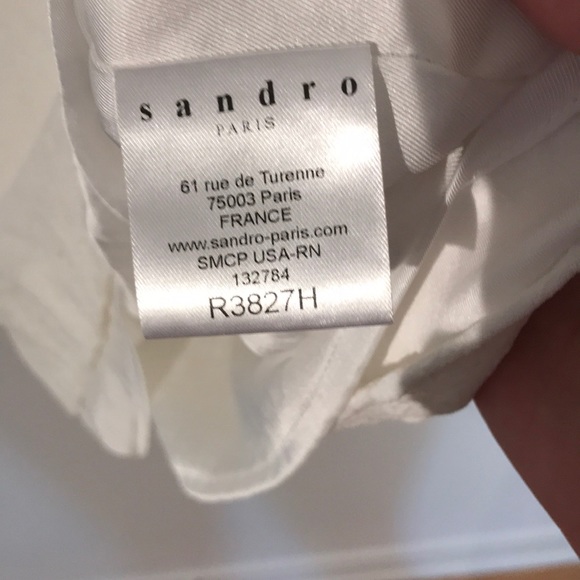 sandro
PARIS
61 rue de Turenne
75003 Paris
FRANCE
www.sandro-paris.com
SMCP USA-RN
132784
R3827H